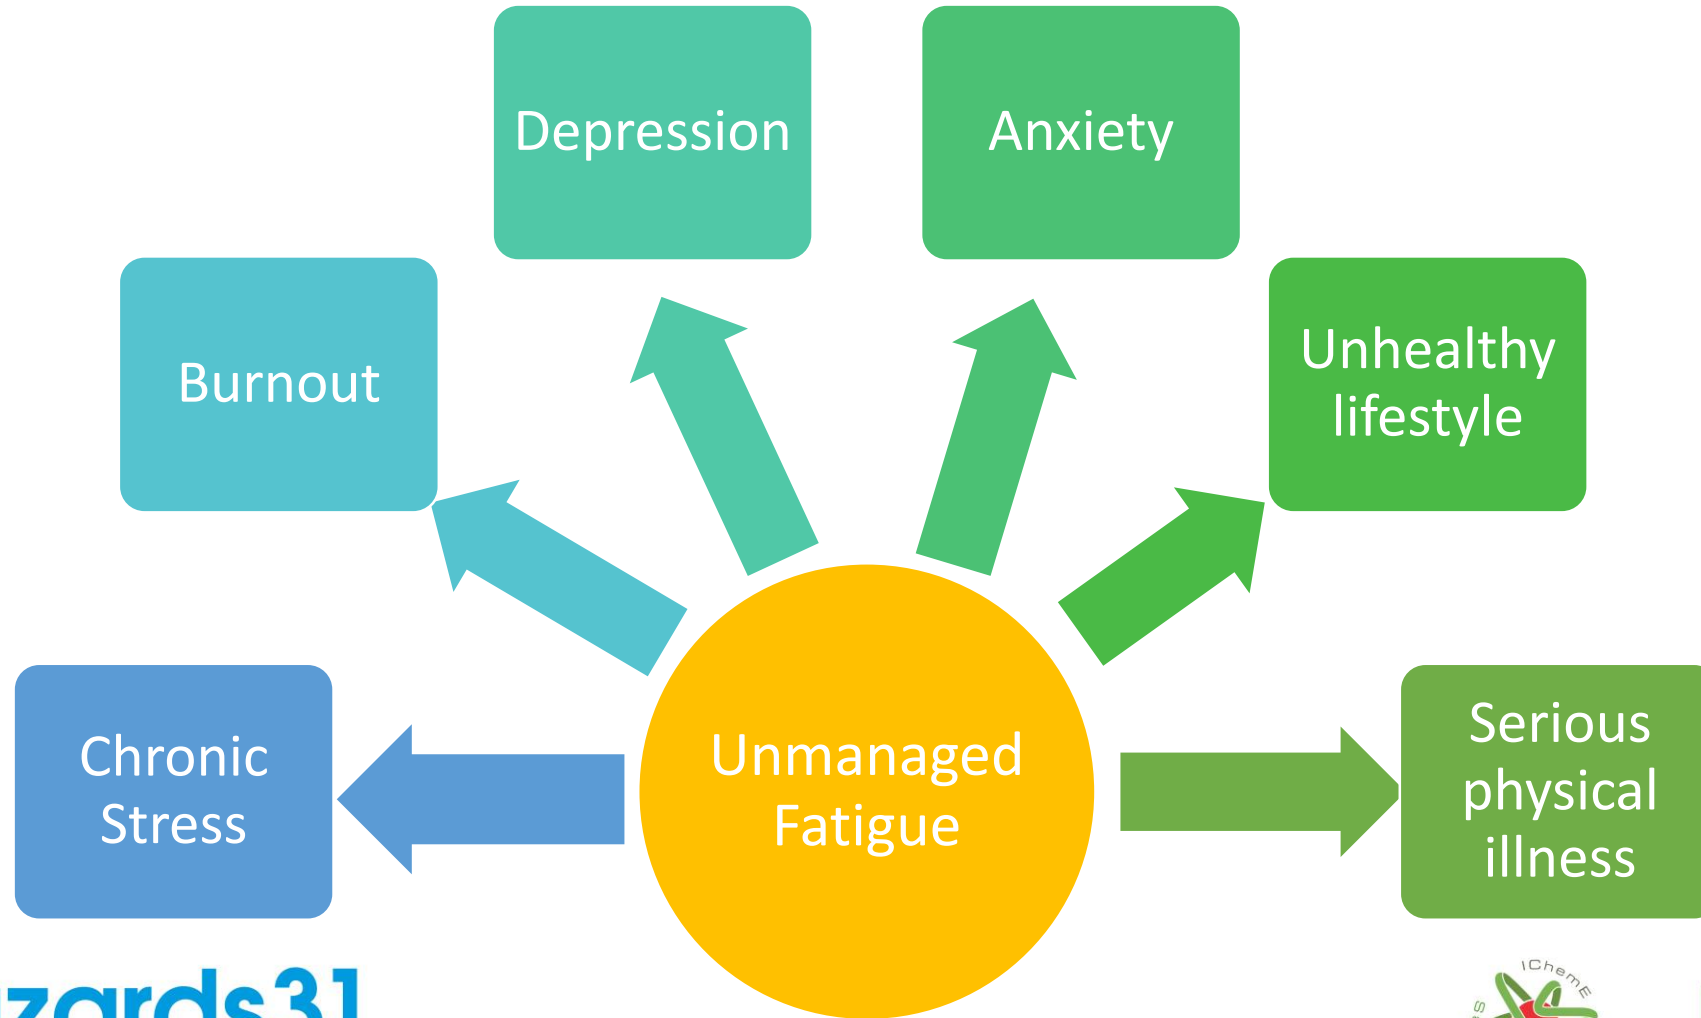 Depression
Anxiety
Burnout
Unhealthy
lifestyle
Chronic
Stress
Unmanaged
Fatigue
Serious
physical
illness
zards31
IChemE